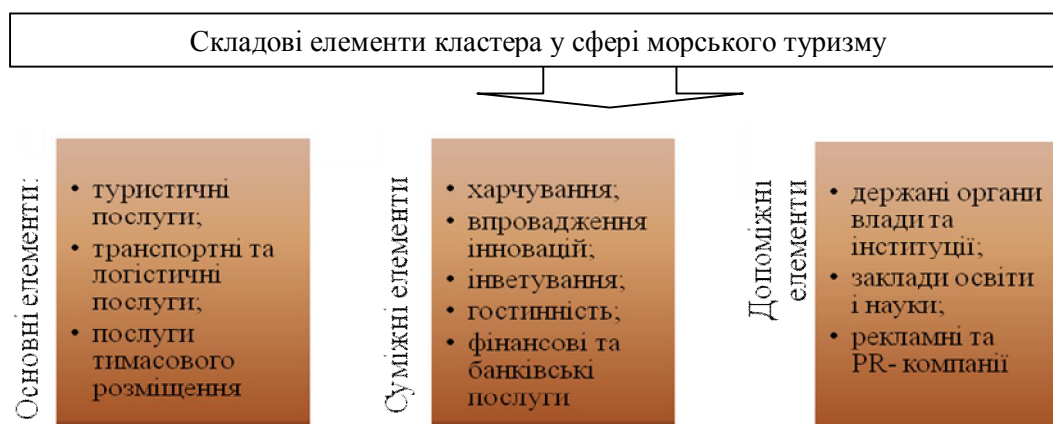 Складові елементи кластера у сфері морського туризму
Основні елементи:
• туристичні
послуги;
• транспортні та
логістичні
послуги;
• послуги
тимасового
розміщення
Суміжні елементи
• харчування;
• впровадження
інновацій;
• інветування;
• гостинність;
• фінансові та
банківські
послуги
Допоміжні
елементи
• держані органи
влади та
інституції;
• заклади освіти
і науки;
• рекламні та
PR- компанії